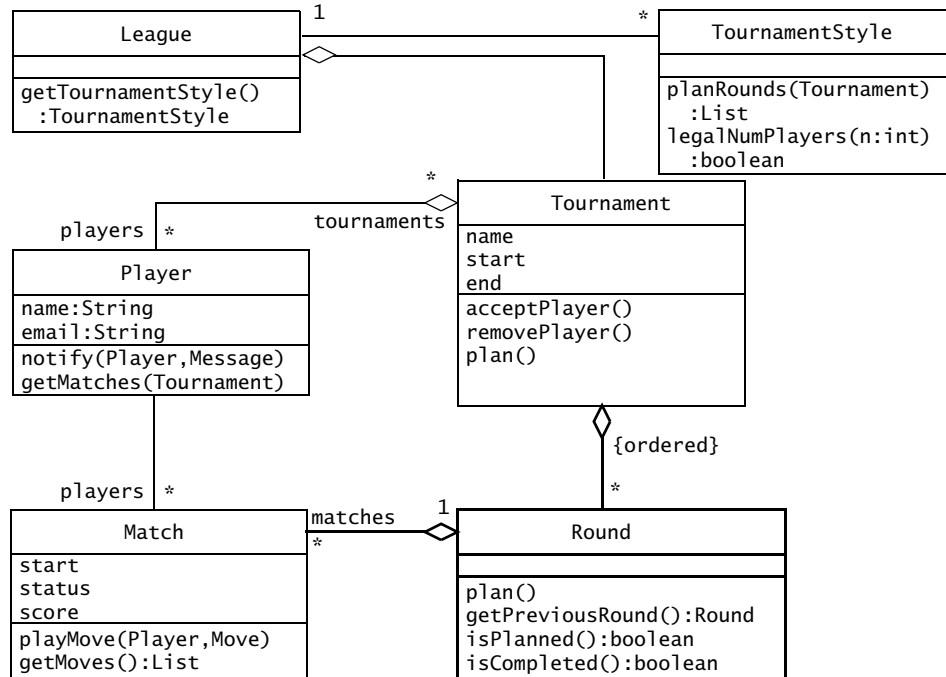 League
getTournamentStyle()
:TournamentStyle
1
*
TournamentStyle
planRounds(Tournament)
:List
legalNumPlayers(n:int)
:boolean
*
tournaments
players *
Tournament
name
start
end
acceptPlayer()
removePlayer()
plan()
Player
name:String
email:String
notify(Player,Message)
getMatches(Tournament)
{ordered}
*
players *
matches
*
1
Match
start
status
score
playMove(Player,Move)
getMoves():List
Round
plan()
getPreviousRound():Round
isPlanned():boolean
isCompleted():boolean